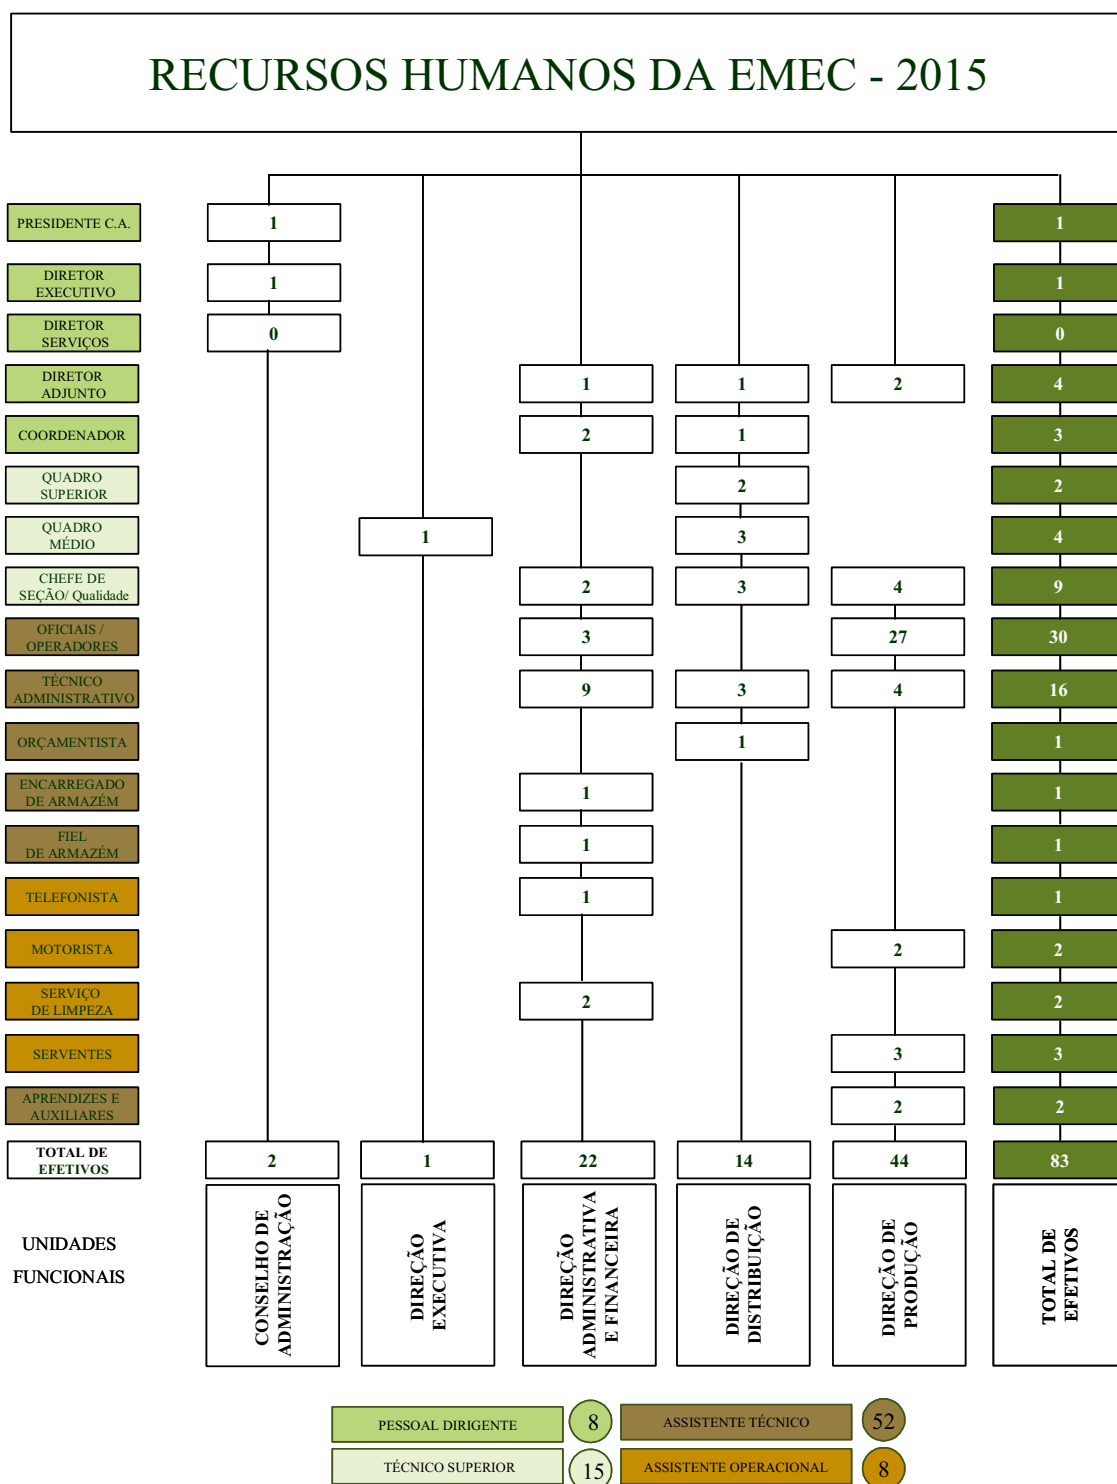 RECURSOS HUMANOS DA EMEC - 2015
PRESIDENTE C.A. 1 1
DIRETOR
EXECUTIVO 1 1
DIRETOR
SERVIÇOS 0 0
DIRETOR
ADJUNTO 1 1 2 4
COORDENADOR 2 1 3
QUADRO
SUPERIOR 2 2
QUADRO
MÉDIO 1 3 4
CHEFE DE
SEÇÃO/ Qualidade 2 3 4 9
OFICIAIS /
OPERADORES 3 27 30
TÉCNICO
ADMINISTRATIVO 9 3 4 16
ORÇAMENTISTA 1 1
ENCARREGADO
DE ARMAZÉM 1 1
FIEL
DE ARMAZÉM 1 1
TELEFONISTA 1 1
MOTORISTA 2 2
SERVIÇO
DE LIMPEZA 2 2
SERVENTES 3 3
APRENDIZES E
AUXILIARES 2 2
TOTAL DE
EFETIVOS 2 1 22 14 44 83
UNIDADES
FUNCIONAIS
CONSELHO DE
ADMINISTRAÇÃO
DIREÇÃO
EXECUTIVA
DIREÇÃO
ADMINISTRATIVA
E FINANCEIRA
DIREÇÃO DE
DISTRIBUIÇÃO
DIREÇÃO DE
PRODUÇÃO
TOTAL DE
EFETIVOS
PESSOAL DIRIGENTE 8 ASSISTENTE TÉCNICO 52
TÉCNICO SUPERIOR 15 ASSISTENTE OPERACIONAL 8